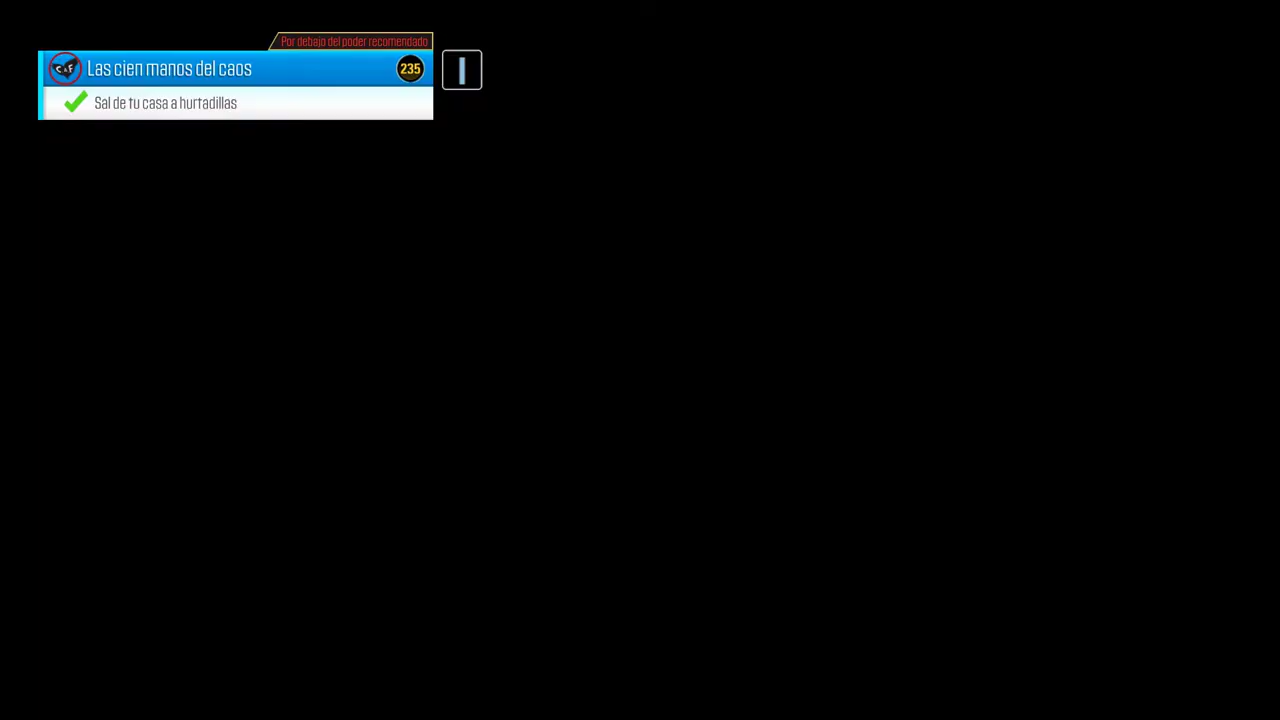 Por debajo del poder recomendado
Las cien manos del caos 235
Sal de tu casa a hurtadillas